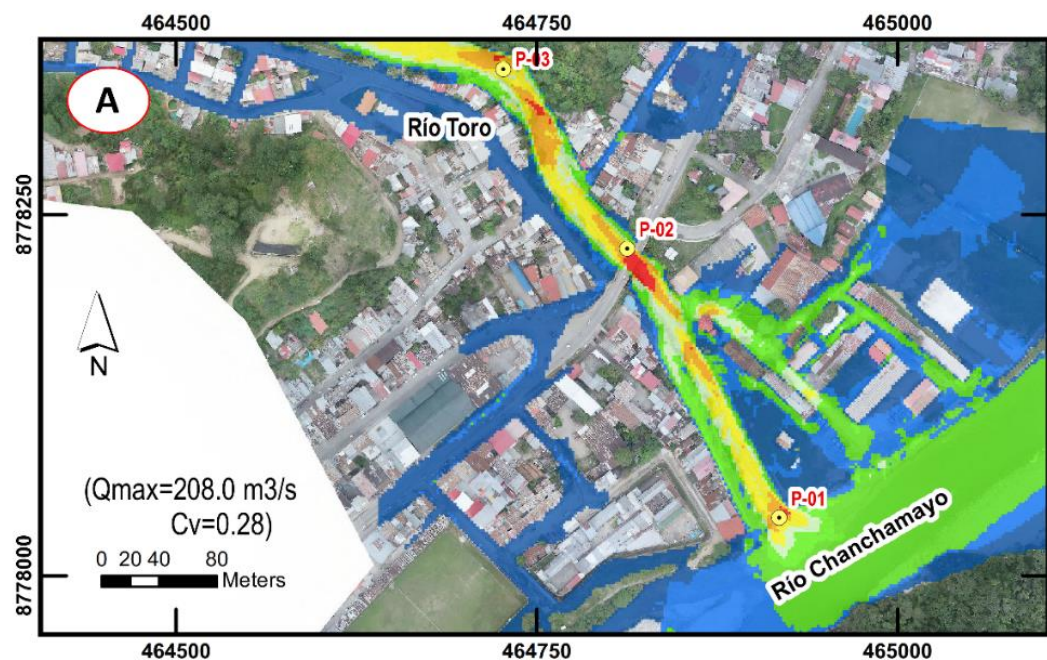 464500 464750 465000
A
P-03
Río Toro
8778250
P-02
N
(Qmax=208.0 m3/s
Cv=0.28)
P-01
Río Chanchamayo
8778000
0 20 40 80
Meters
464500 464750 465000